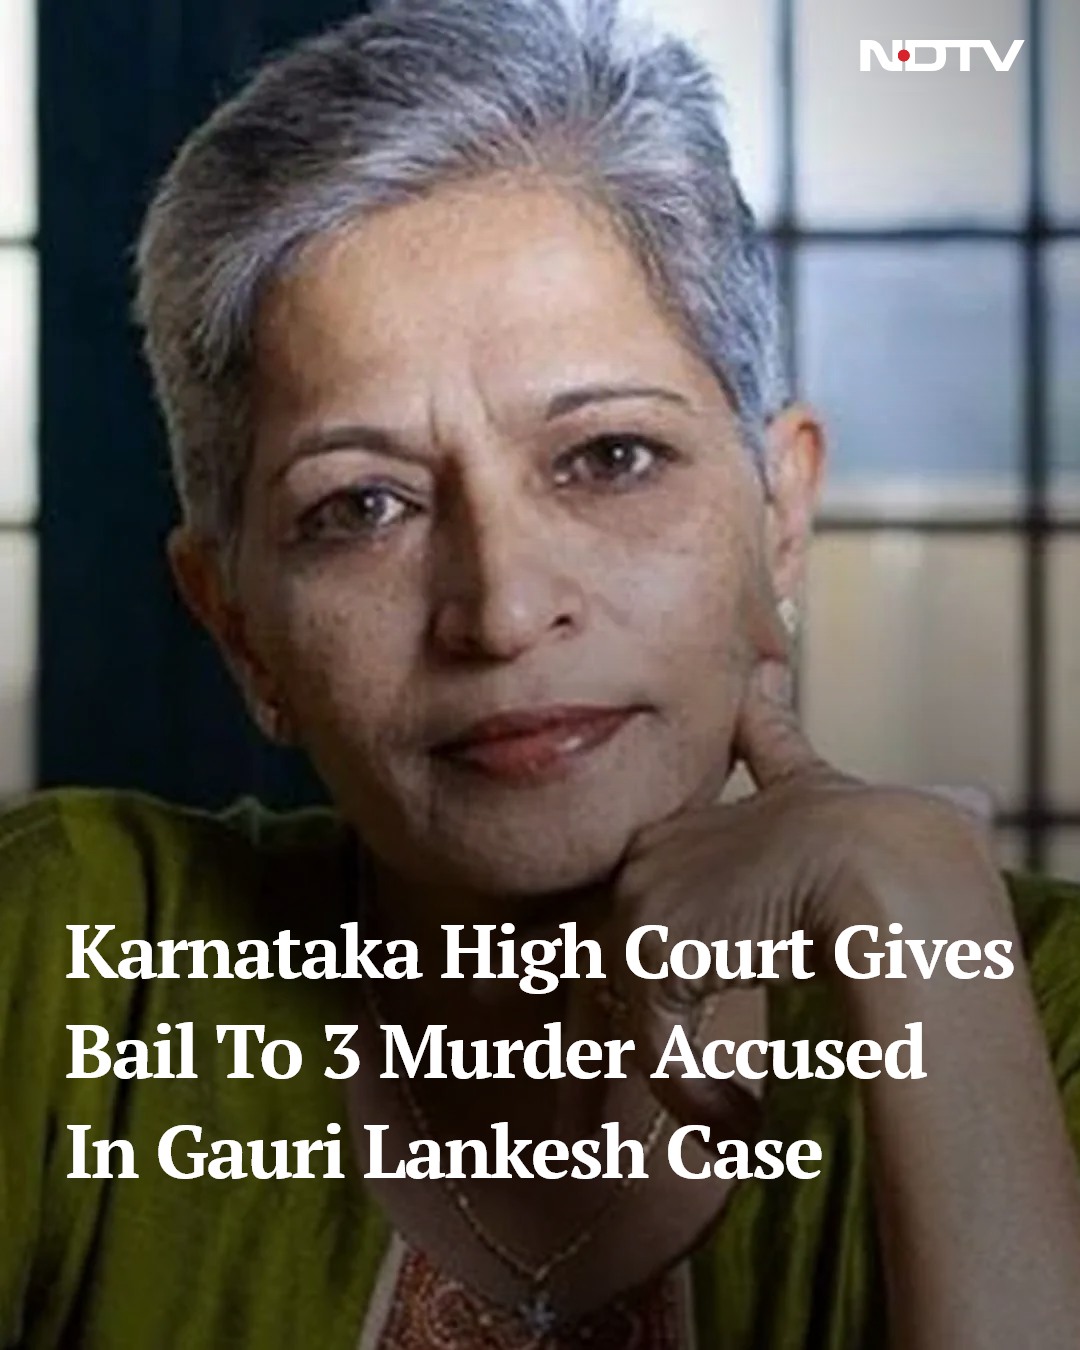 NDTV
Karnataka High Court Gives
Bail To 3 Murder Accused
In Gauri Lankesh Case